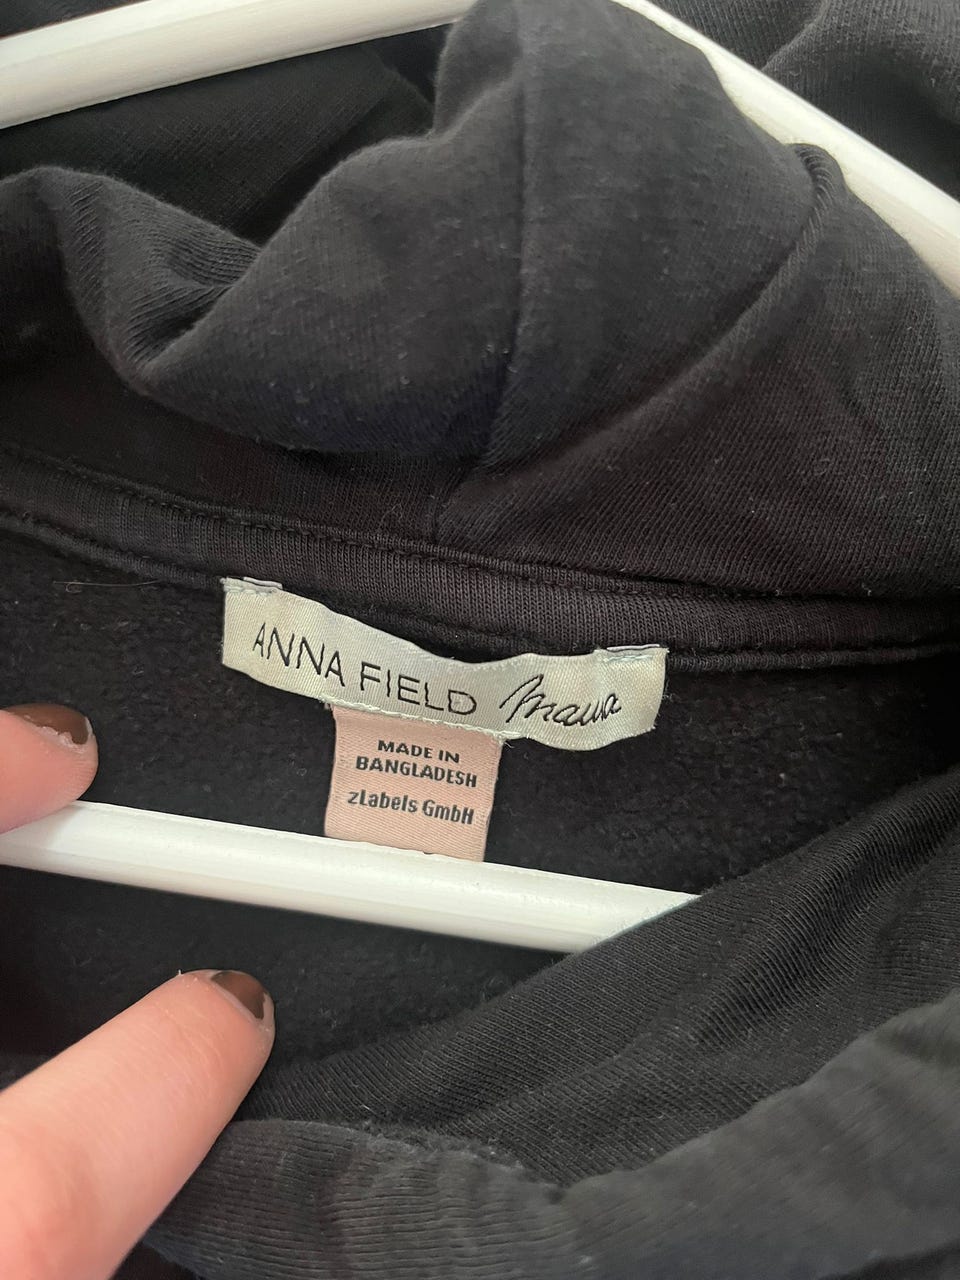 ANNA FIELD mama
MADE IN
BANGLADESH
zLabels GmbH